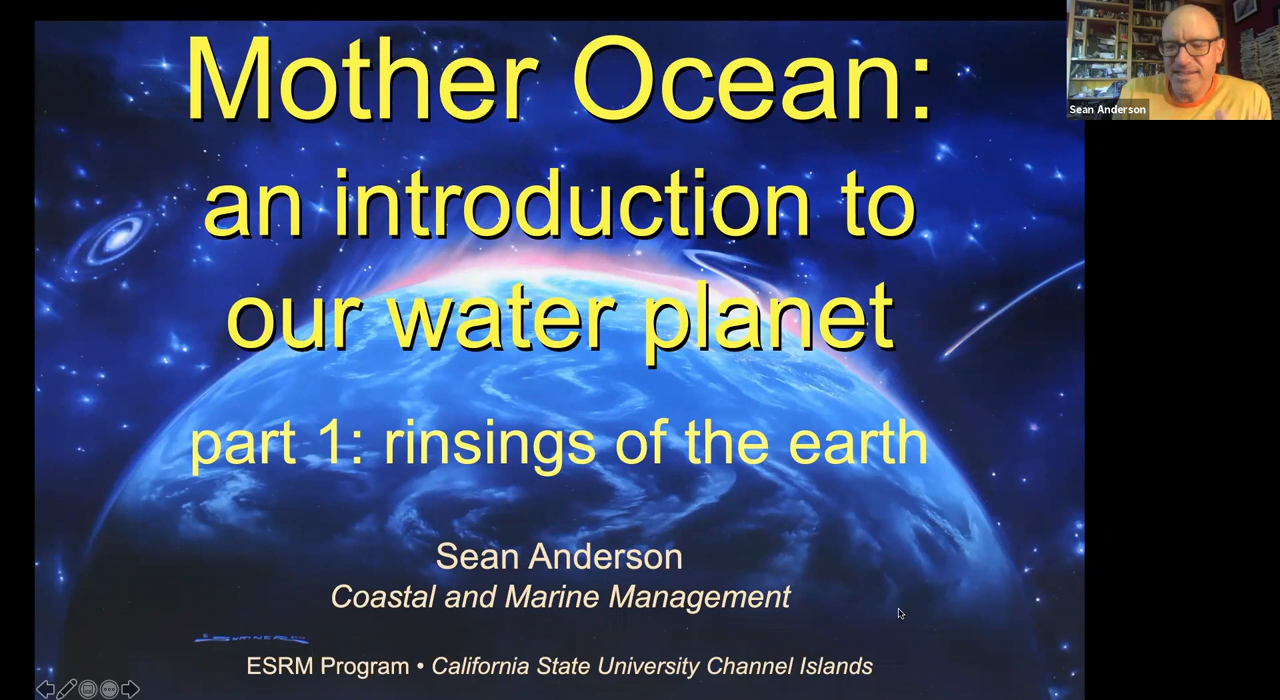 Mother Ocean:
an introduction to
our water planet
part 1: rinsings of the earth
Sean Anderson
Coastal and Marine Management
ESRM Program • California State University Channel Islands
Sean Anderson